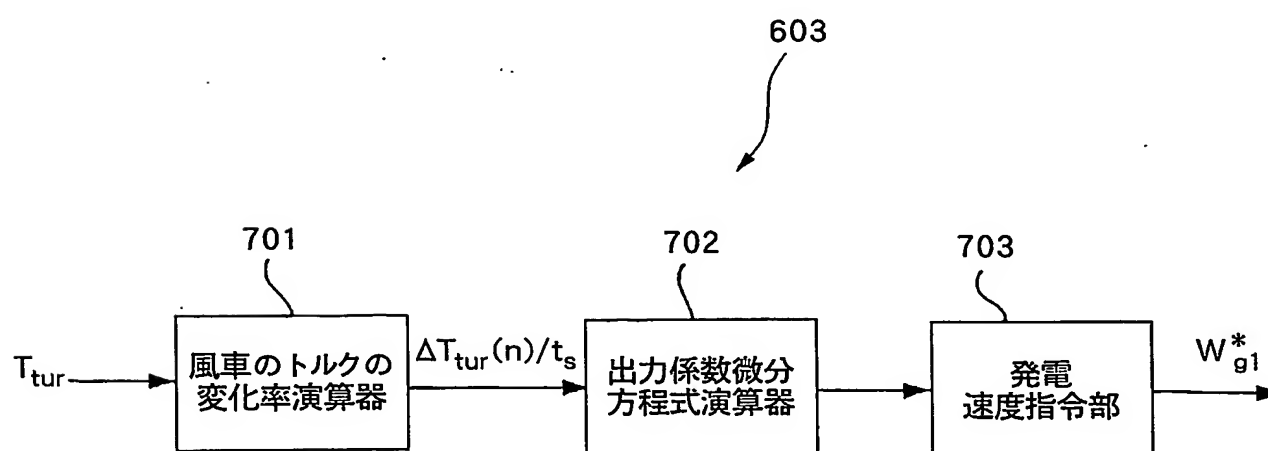 603
701
702
703
T_tur
風車のトルクの
変化率演算器
ΔT_tur(n)/t_s
出力係数微分
方程式演算器
発電
速度指令部
W*_g1